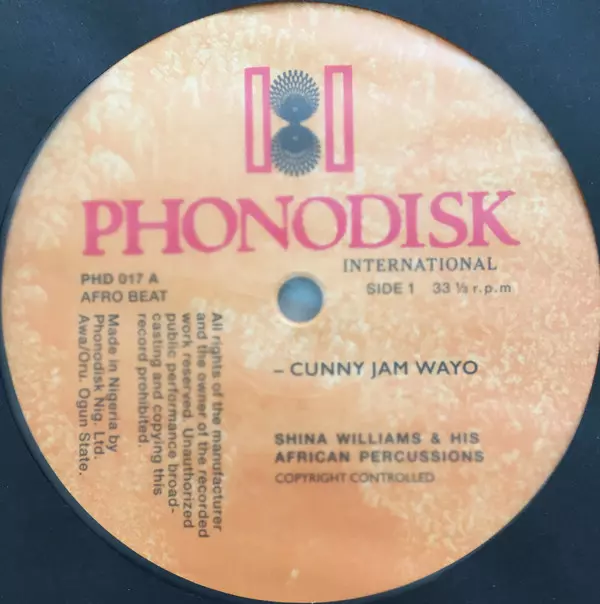 PHONODISK
INTERNATIONAL
PHD 017 A
AFRO BEAT
SIDE 1 33 ⅓ r.p.m
– CUNNY JAM WAYO
SHINA WILLIAMS & HIS
AFRICAN PERCUSSIONS
COPYRIGHT CONTROLLED
All rights of the manufacturer
and the owner of the recorded
work reserved. Unauthorized
public performance broad-
casting and copying this
record prohibited.
Made in Nigeria by
Phonodisk Nig. Ltd.
Awa/Oru. Ogun State.